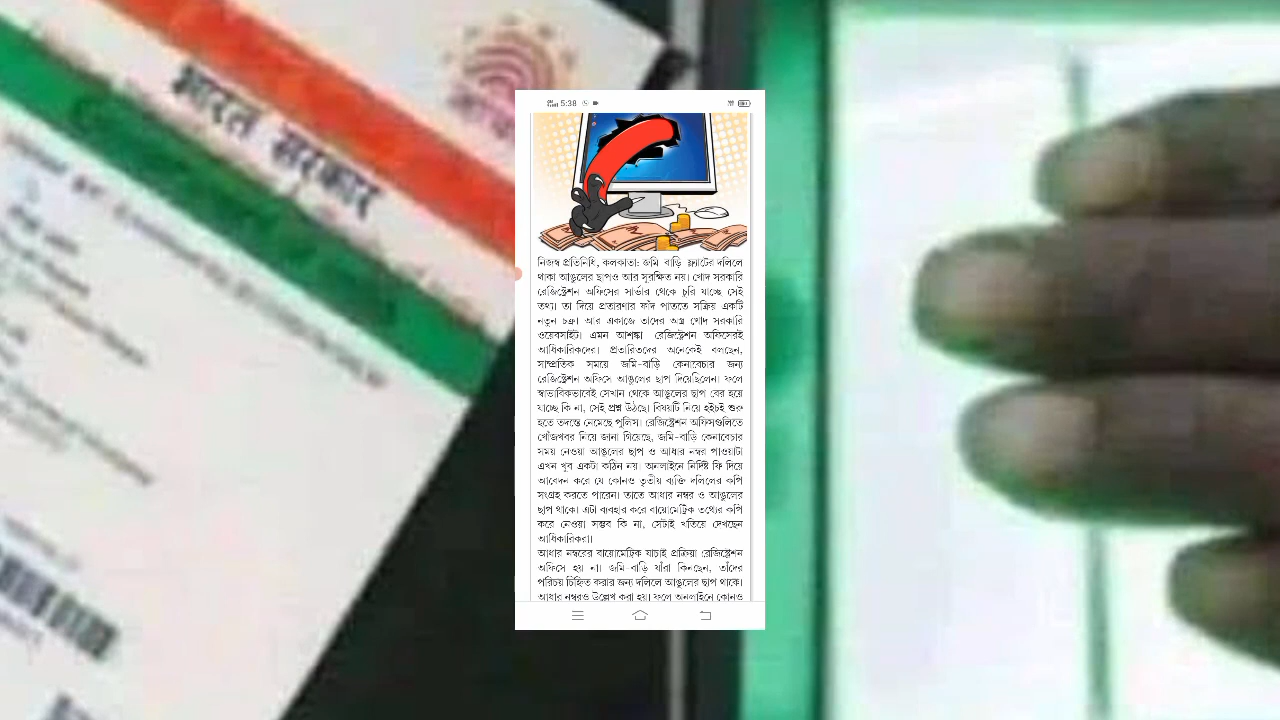 भारत सरकार
5:38
নিজস্ব প্রতিনিধি, কলকাতা: জমি-বাড়ি-ফ্ল্যাটের দলিলে
থাকা আঙুলের ছাপও আর সুরক্ষিত নয়। খোদ সরকারি
রেজিস্ট্রেশন অফিসের সার্ভার থেকে চুরি যাচ্ছে সেই
তথ্য। তা দিয়ে প্রতারণার ফাঁদ পাততে সক্রিয় একটি
নতুন চক্র। আর একাজে তাদের অস্ত্র খোদ সরকারি
ওয়েবসাইট। এমন আশঙ্কা রেজিস্ট্রেশন অফিসেরই
আধিকারিকদের। প্রতারিতদের অনেকেই বলছেন,
সাম্প্রতিক সময়ে জমি-বাড়ি কেনাবেচার জন্য
রেজিস্ট্রেশন অফিসে আঙুলের ছাপ দিয়েছিলেন। ফলে
স্বাভাবিকভাবেই সেখান থেকে আঙুলের ছাপ বের হয়ে
যাচ্ছে কি না, সেই প্রশ্ন উঠছে। বিষয়টি নিয়ে হইচই শুরু
হতে তদন্তে নেমেছে পুলিস। রেজিস্ট্রেশন অফিসগুলিতে
খোঁজখবর নিয়ে জানা গিয়েছে, জমি-বাড়ি কেনাবেচার
সময় নেওয়া আঙুলের ছাপ ও আধার নম্বর পাওয়াটা
এখন খুব একটা কঠিন নয়। অনলাইনে নির্দিষ্ট ফি দিয়ে
আবেদন করে যে কোনও তৃতীয় ব্যক্তি দলিলের কপি
সংগ্রহ করতে পারেন। তাতে আধার নম্বর ও আঙুলের
ছাপ থাকে। এটা ব্যবহার করে বায়োমেট্রিক তথ্যের কপি
করে নেওয়া সম্ভব কি না, সেটাই খতিয়ে দেখছেন
আধিকারিকরা।
আধার নম্বরের বায়োমেট্রিক যাচাই প্রক্রিয়া রেজিস্ট্রেশন
অফিসে হয় না। জমি-বাড়ি যাঁরা কিনছেন, তাঁদের
পরিচয় চিহ্নিত করার জন্য দলিলে আঙুলের ছাপ থাকে।
আধার নম্বরও উল্লেখ করা হয়। ফলে অনলাইনে কোনও